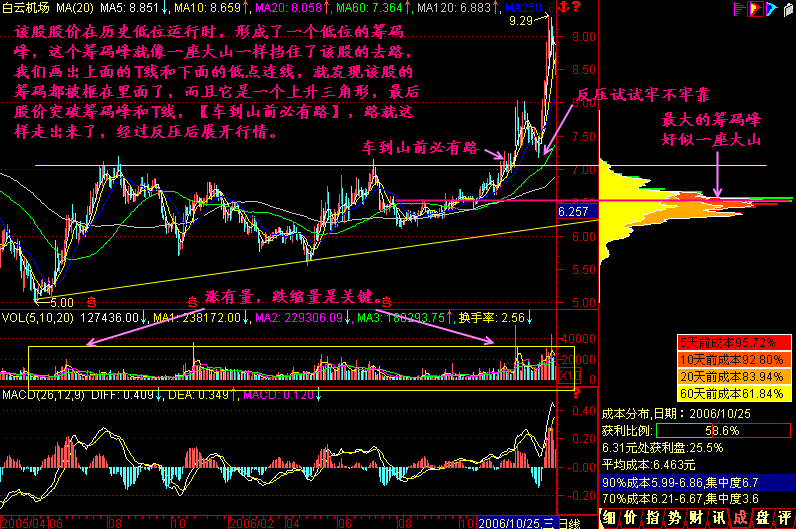 白云机场 MA(20) MA5: 8.851↓ MA10: 8.659↑ MA20: 8.058↑ MA60: 7.364↑ MA120: 6.883↑ MA250
9.29
该股股价在历史低位运行时，形成了一个低位的筹码
峰，这个筹码峰就像一座大山一样挡住了该股的去路，
我们画出上面的T线和下面的低点连线，就发现该股的
筹码都被框在里面了，而且它是一个上升三角形，最后
股价突破筹码峰和T线，【车到山前必有路】，路就这
样走出来了，经过反压后展开行情。
反压试试牢不牢靠
车到山前必有路
最大的筹码峰
好似一座大山
9.00
8.50
8.00
7.50
7.00
6.50
6.257
6.00
5.50
5.00
5.00
涨有量，跌缩量是关键。
VOL(5,10,20) 127436.00↓ MA1: 238172.00↓ MA2: 229306.09↓ MA3: 180293.75↑ 换手率: 2.56↓
40000
20000
X10
5天前成本95.72%
10天前成本92.80%
20天前成本83.94%
60天前成本61.84%
MACD(26,12,9) DIFF: 0.409↓ DEA: 0.349↑ MACD: 0.120↓
0.40
0.20
0.00
-0.20
成本分布,日期: 2006/10/25
获利比例: 58.6%
6.31元处获利盘:25.5%
平均成本:6.463元
90%成本5.99-6.86,集中度6.7
70%成本6.21-6.67,集中度3.6
2005/04 06 08 10 06 08 10 2006/10/25,三 日线
细 价 指 势 财 讯 成 盘 评